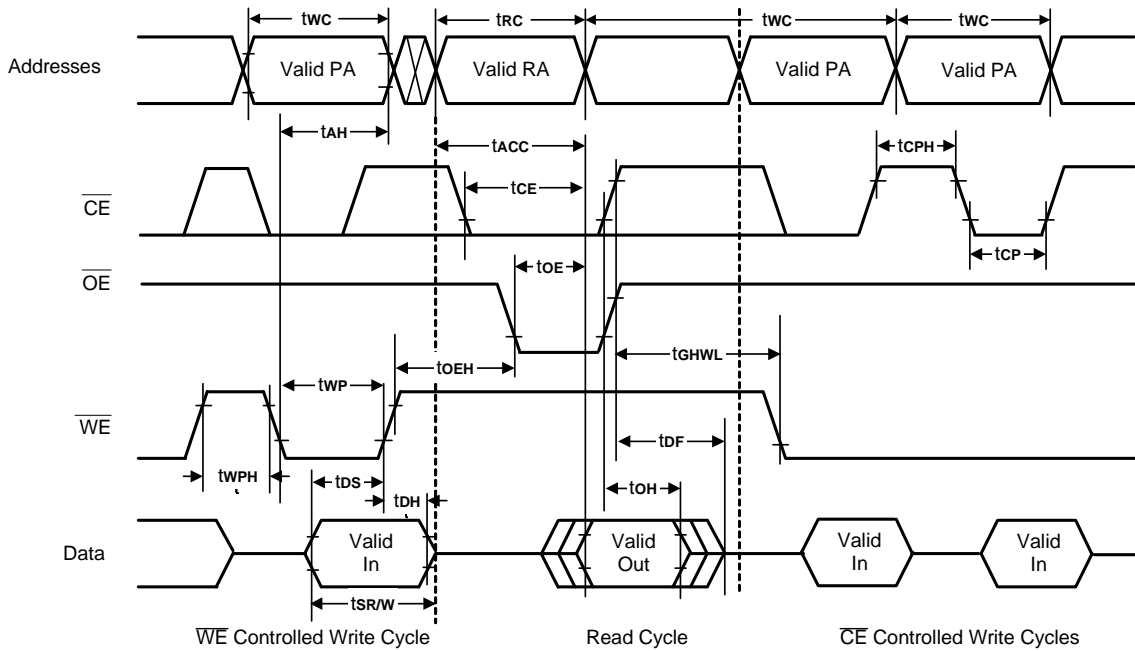 tWC tRC tWC tWC
Addresses Valid PA Valid RA Valid PA Valid PA
tAH tACC tCPH
CE tCE
tOE tCP
OE
tOEH tGHWL
tWP
WE tDF
tWPH tDS tDH tOH
Data Valid In Valid Out Valid In Valid In
tSR/W
WE Controlled Write Cycle Read Cycle CE Controlled Write Cycles